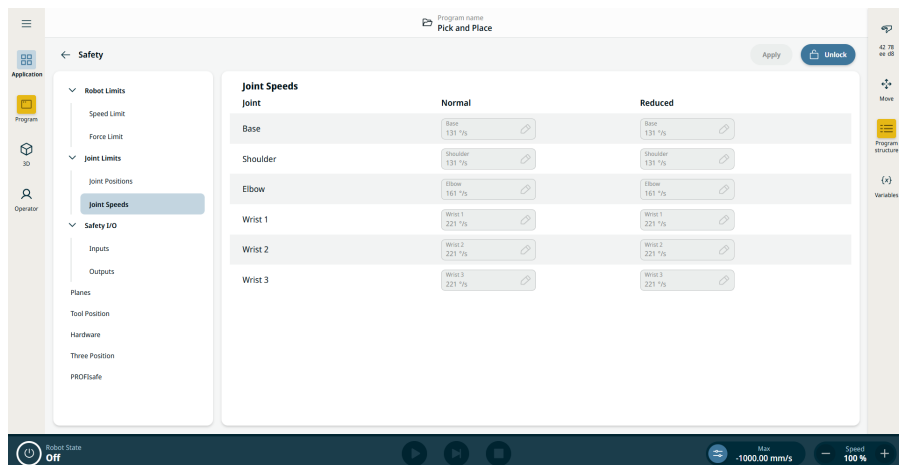 Program name
Pick and Place
42 78
ee d8
Safety
Apply
Unlock
Application
Program
3D
Operator
Robot Limits
Speed Limit
Force Limit
Joint Limits
Joint Positions
Joint Speeds
Safety I/O
Inputs
Outputs
Planes
Tool Position
Hardware
Three Position
PROFIsafe
Joint Speeds
Joint Normal Reduced
Base
Base
131 °/s
Base
131 °/s
Shoulder
Shoulder
131 °/s
Shoulder
131 °/s
Elbow
Elbow
161 °/s
Elbow
161 °/s
Wrist 1
Wrist 1
221 °/s
Wrist 1
221 °/s
Wrist 2
Wrist 2
221 °/s
Wrist 2
221 °/s
Wrist 3
Wrist 3
221 °/s
Wrist 3
221 °/s
Move
Program
structure
{x}
Variables
Robot State
Off
Max
-1000.00 mm/s
Speed
100 %